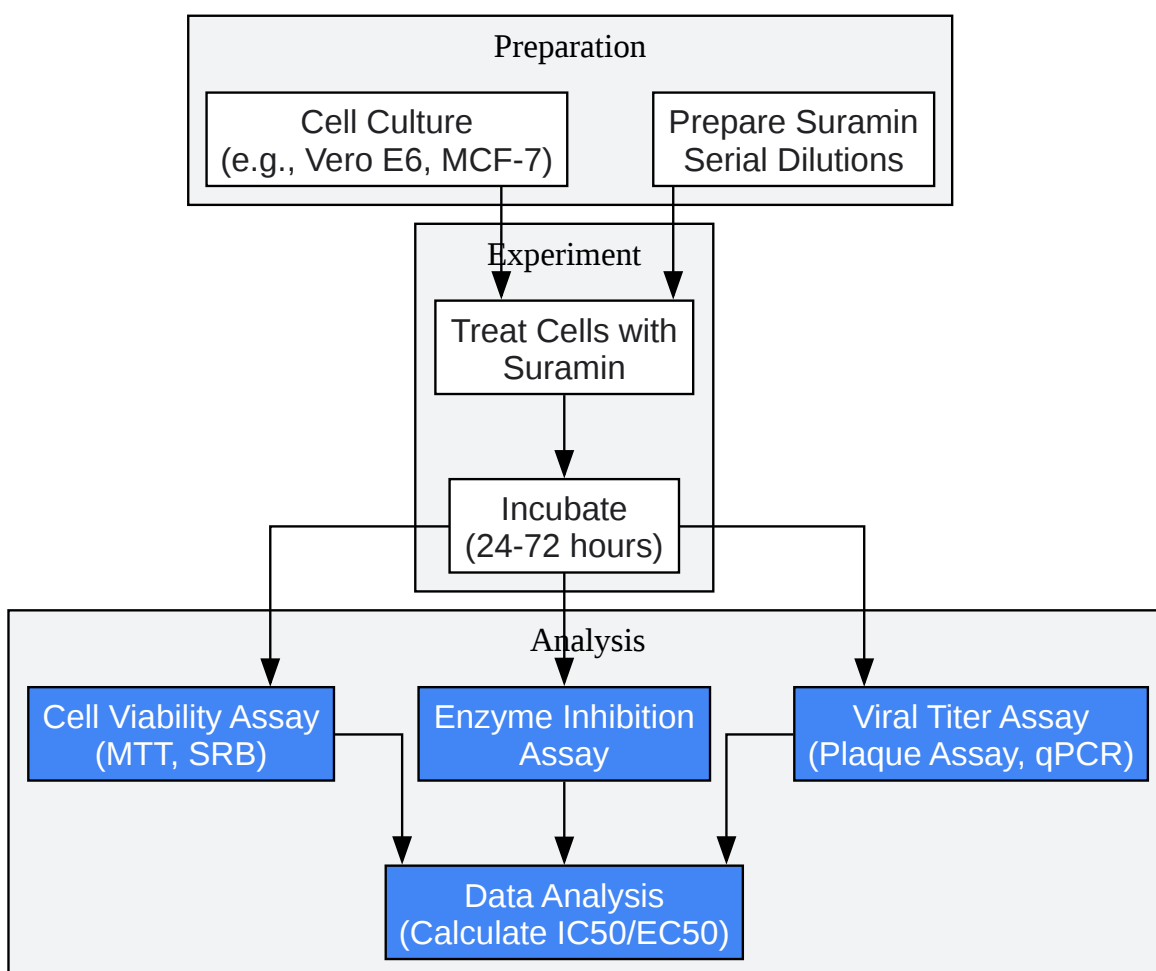 Preparation
Cell Culture
(e.g., Vero E6, MCF-7)
Prepare Suramin
Serial Dilutions
Experiment
Treat Cells with
Suramin
Incubate
(24-72 hours)
Analysis
Cell Viability Assay
(MTT, SRB)
Enzyme Inhibition
Assay
Viral Titer Assay
(Plaque Assay, qPCR)
Data Analysis
(Calculate IC50/EC50)